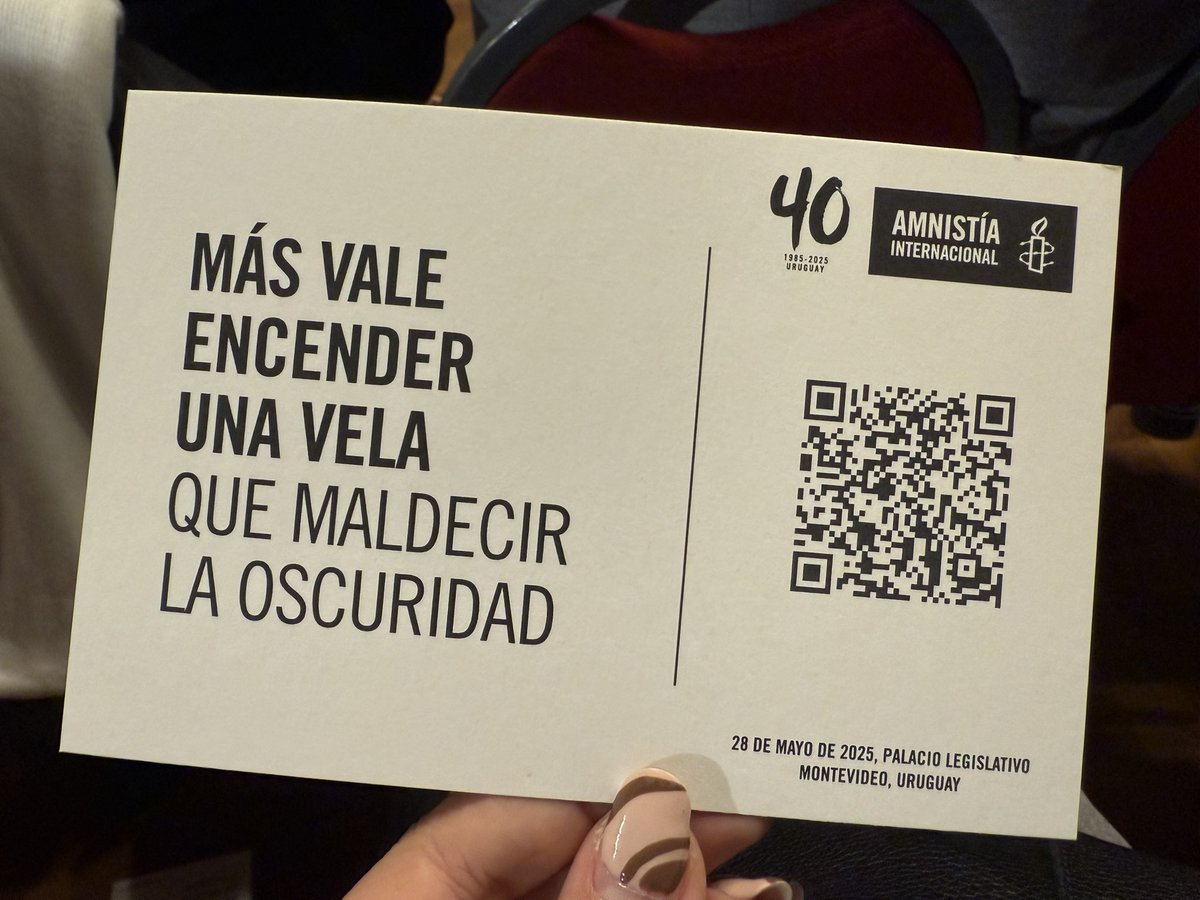 MÁS VALE
ENCENDER
UNA VELA
QUE MALDECIR
LA OSCURIDAD
40
1985-2025
URUGUAY
AMNISTÍA
INTERNACIONAL
28 DE MAYO DE 2025, PALACIO LEGISLATIVO
MONTEVIDEO, URUGUAY